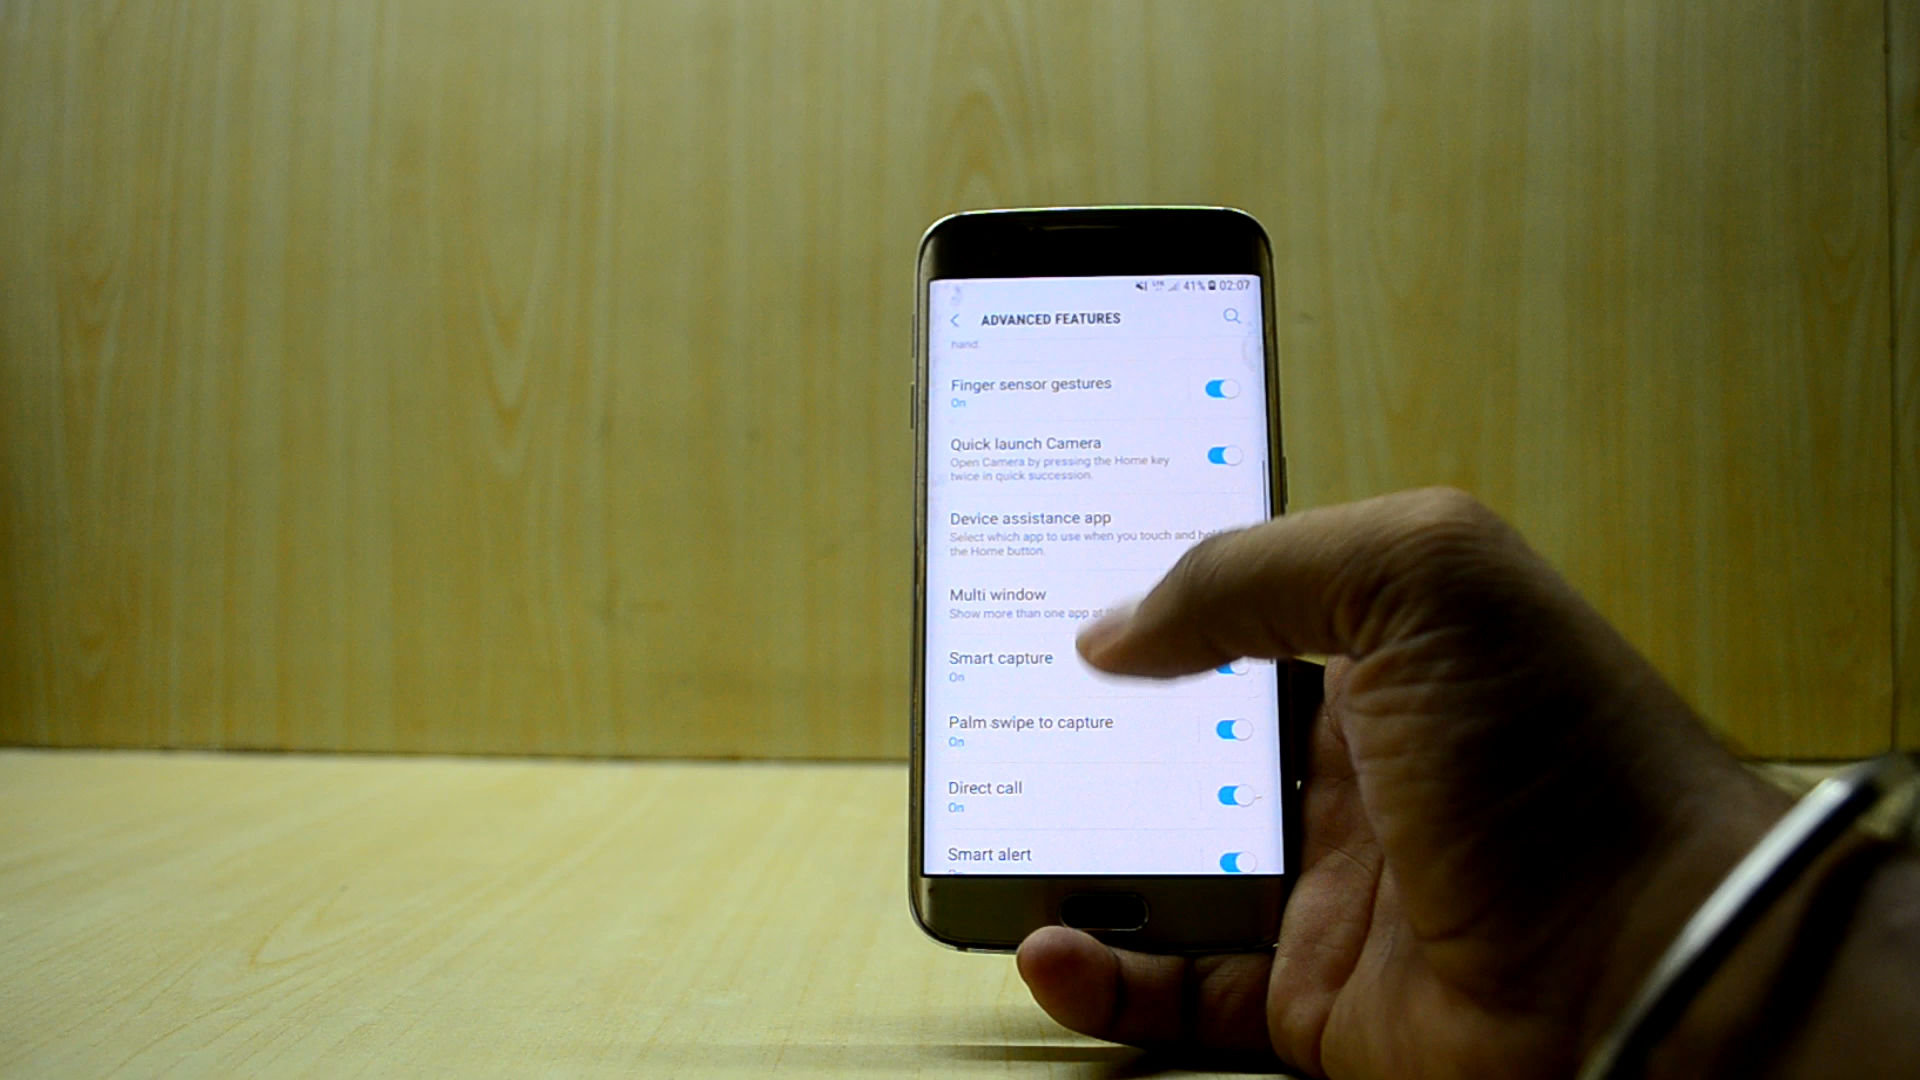 41% 02:07
ADVANCED FEATURES
hand.
Finger sensor gestures
On
Quick launch Camera
Open Camera by pressing the Home key
twice in quick succession.
Device assistance app
Select which app to use when you touch and
the Home button.
Multi window
Show more than one app at
Smart capture
On
Palm swipe to capture
On
Direct call
On
Smart alert